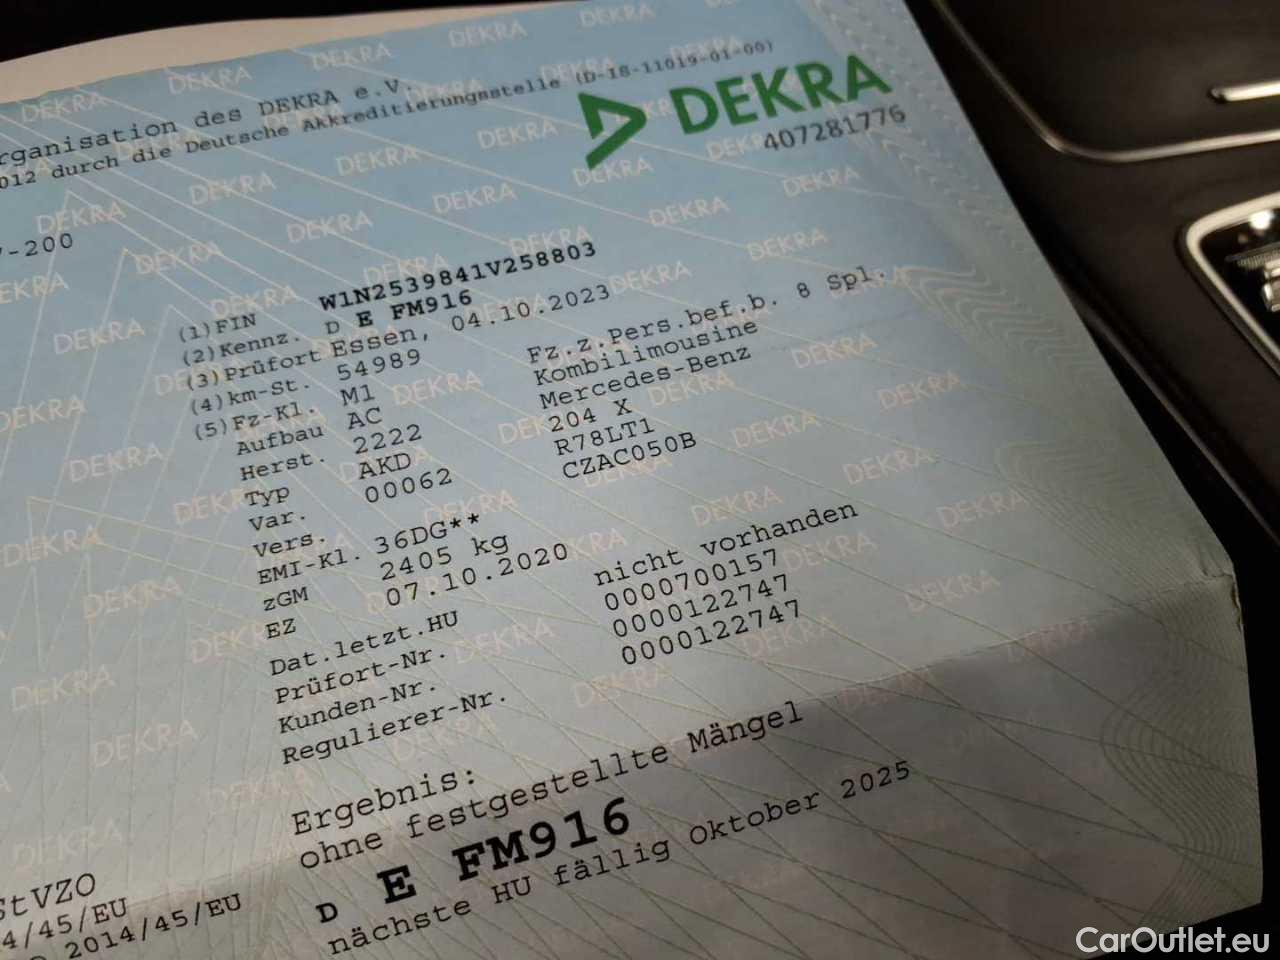 rganisation des DEKRA e.V.
012 durch die Deutsche Akkreditierungsstelle (D-IS-11019-01-00)
DEKRA
407281776
-200
(1)FIN W1N2539841V258803
(2)Kennz. D E FM916
(3)Prüfort Essen, 04.10.2023
(4)km-St. 54989
(5)Fz-Kl. M1 Fz.z.Pers.bef.b. 8 Spl.
Aufbau AC Kombilimousine
Herst. 2222 Mercedes-Benz
Typ AKD 204 X
Var. 00062 R78LT1
Vers. CZAC050B
EMI-Kl. 36DG**
zGM 2405 kg
EZ 07.10.2020
Dat.letzt.HU nicht vorhanden
Prüfort-Nr. 0000700157
Kunden-Nr. 0000122747
Regulierer-Nr. 0000122747
Ergebnis:
ohne festgestellte Mängel
D E FM916
nächste HU fällig Oktober 2025
StVZO
4/45/EU
2014/45/EU
CarOutlet.eu